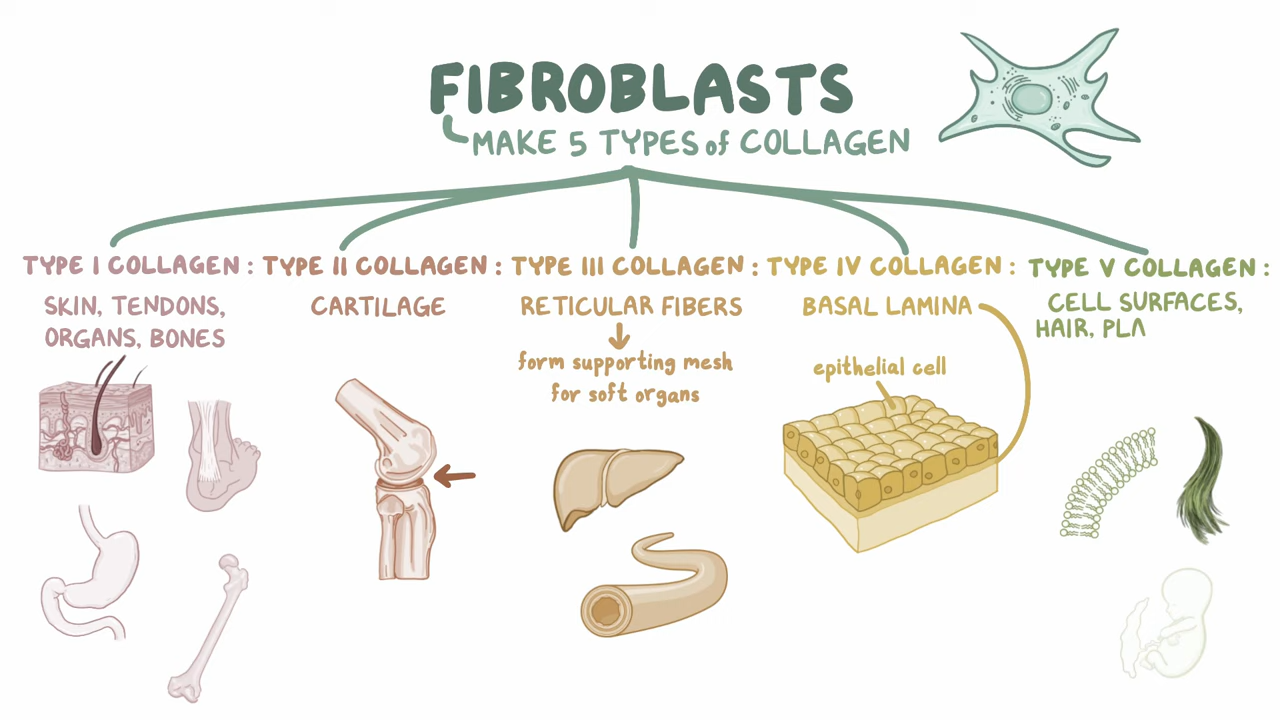 FIBROBLASTS
MAKE 5 TYPES of COLLAGEN
TYPE I COLLAGEN :
SKIN, TENDONS,
ORGANS, BONES
TYPE II COLLAGEN :
CARTILAGE
TYPE III COLLAGEN :
RETICULAR FIBERS
form supporting mesh
for soft organs
TYPE IV COLLAGEN :
BASAL LAMINA
epithelial cell
TYPE V COLLAGEN :
CELL SURFACES,
HAIR,